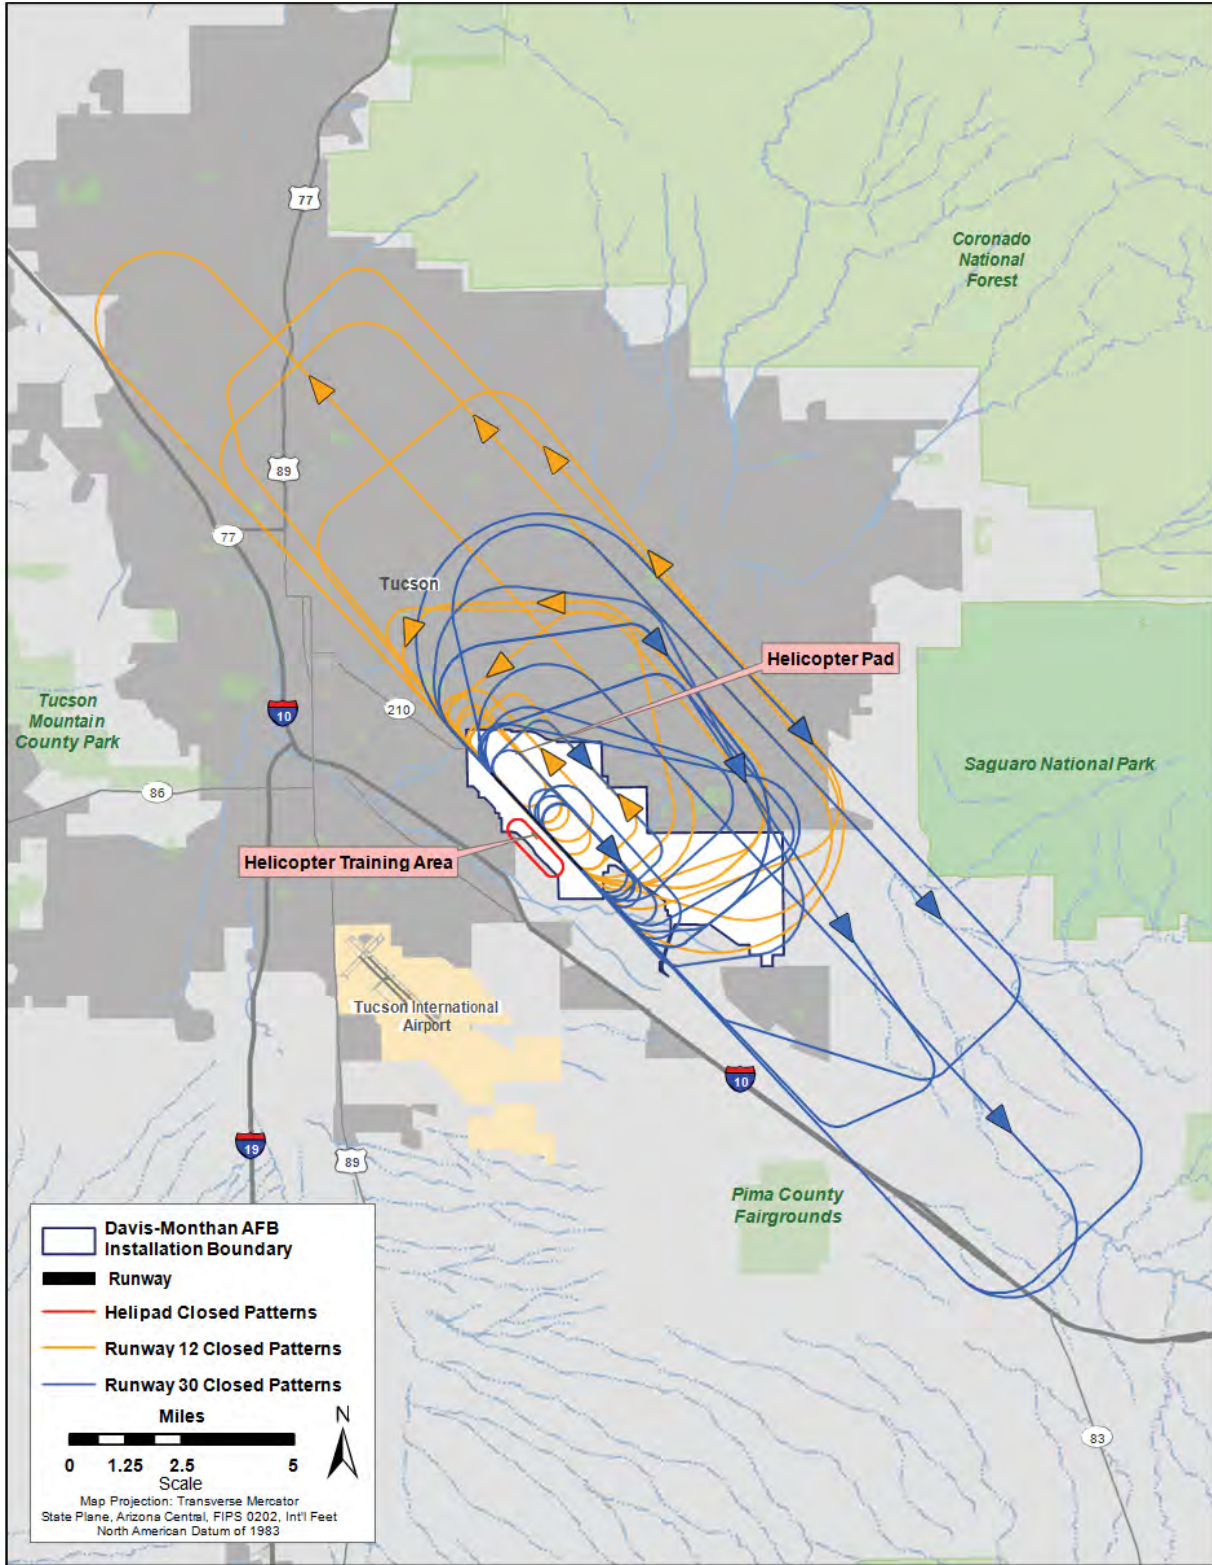 77
Coronado
National
Forest
89
77
Tucson
Helicopter Pad
Tucson
Mountain
County Park
10
210
Saguaro National Park
86
Helicopter Training Area
Tucson International
Airport
10
19
89
Pima County
Fairgrounds
83
Davis-Monthan AFB
Installation Boundary
Runway
Helipad Closed Patterns
Runway 12 Closed Patterns
Runway 30 Closed Patterns
Miles
N
0 1.25 2.5 5
Scale
Map Projection: Transverse Mercator
State Plane, Arizona Central, FIPS 0202, Int'l Feet
North American Datum of 1983